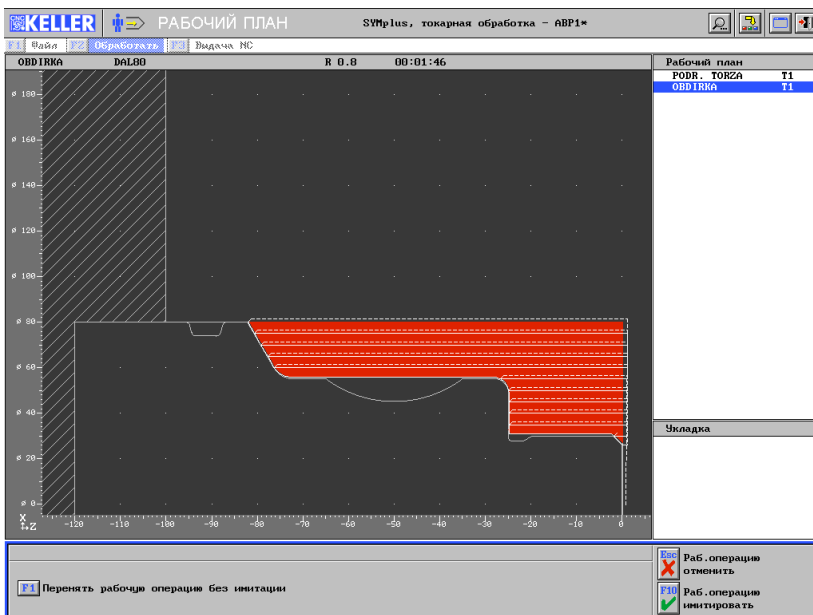 CNC KELLER РАБОЧИЙ ПЛАН SYMplus, токарная обработка - ABP1*
F1 Файл F2 Обработать F3 Выдача NC
OBDIRKA DAL80 R 0.8 00:01:46 Рабочий план
PODR. TORZA T1
OBDIRKA T1
ø 180
ø 160
ø 140
ø 120
ø 100
ø 80
ø 60
ø 40
Укладка
ø 20
ø 0
X
Z -120 -110 -100 -90 -80 -70 -60 -50 -40 -30 -20 -10 0
Esc Раб.операцию
отменить
F1 Перенять рабочую операцию без имитации
F10 Раб.операцию
имитировать